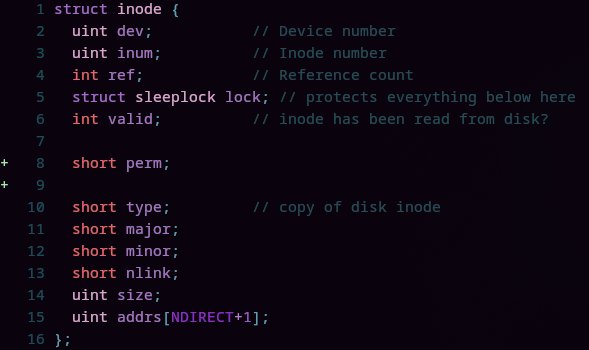 1 struct inode {
2   uint dev;           // Device number
3   uint inum;          // Inode number
4   int ref;            // Reference count
5   struct sleeplock lock; // protects everything below here
6   int valid;          // inode has been read from disk?
7
+ 8   short perm;
+ 9
10   short type;         // copy of disk inode
11   short major;
12   short minor;
13   short nlink;
14   uint size;
15   uint addrs[NDIRECT+1];
16 };